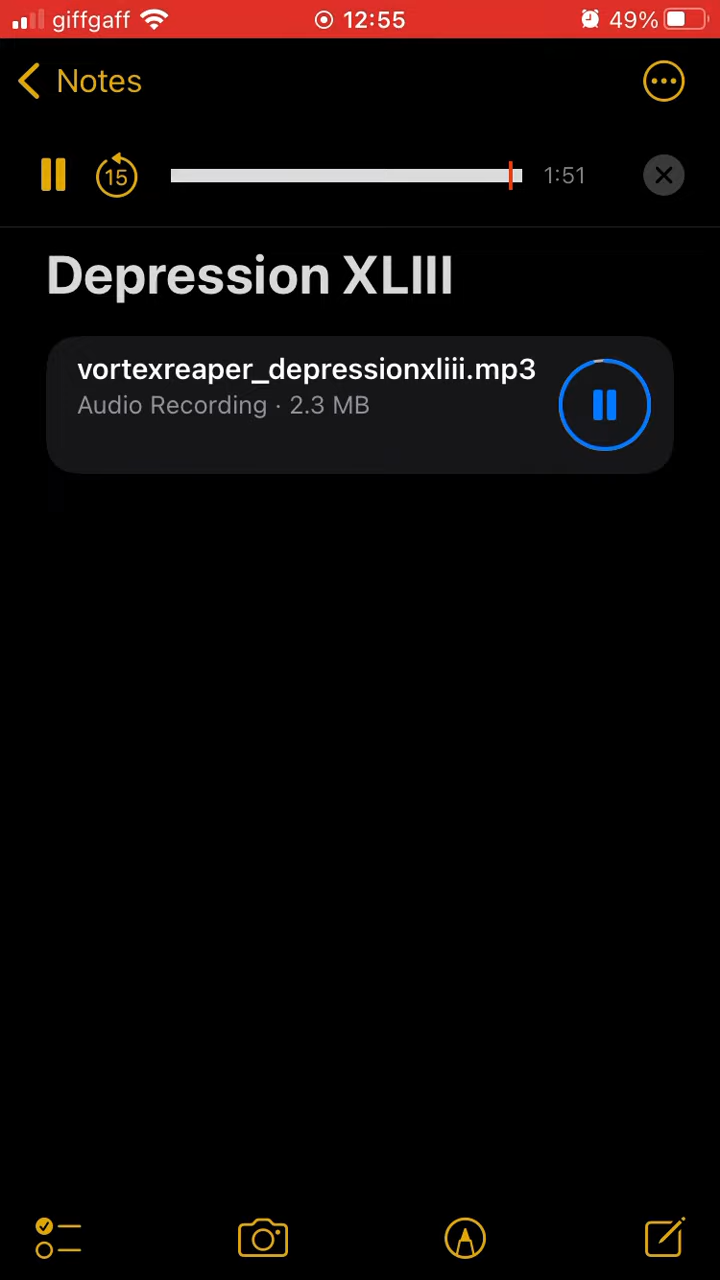 giffgaff 12:55 49%
Notes
15 1:51
Depression XLIII
vortexreaper_depressionxliii.mp3
Audio Recording · 2.3 MB